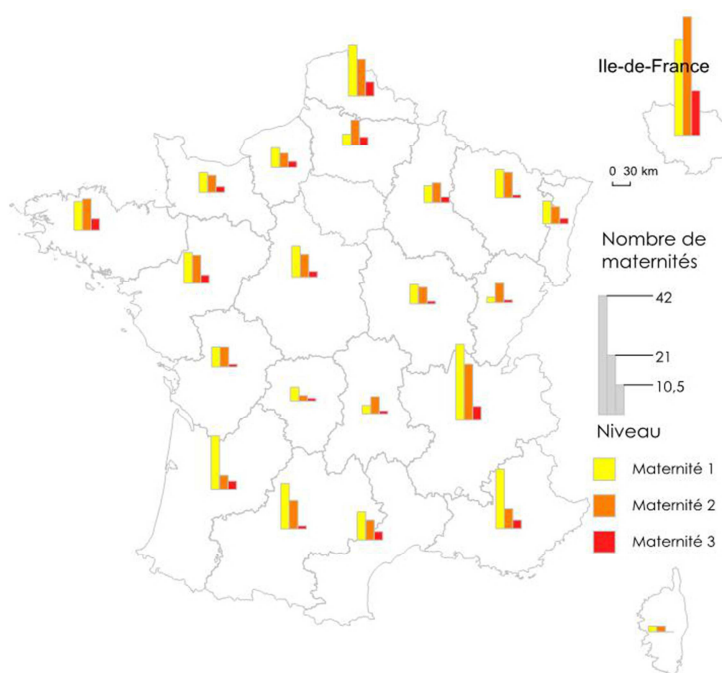 Ile-de-France
0 30 km
Nombre de
maternités
42
21
10,5
Niveau
Maternité 1
Maternité 2
Maternité 3